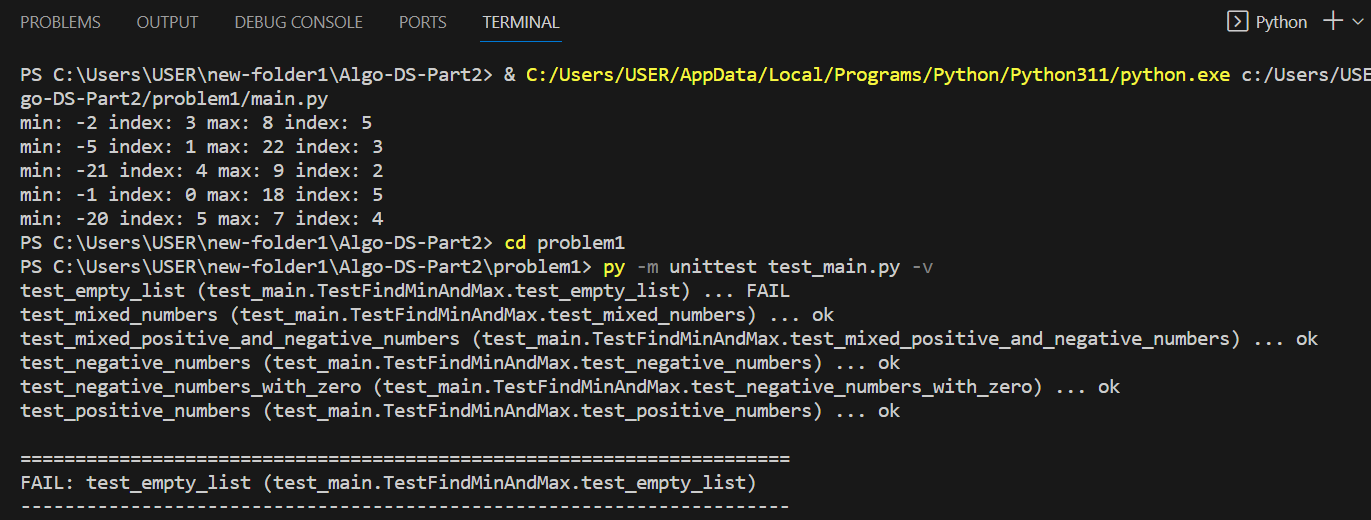 PROBLEMS OUTPUT DEBUG CONSOLE PORTS TERMINAL Python
PS C:\Users\USER\new-folder1\Algo-DS-Part2> & C:/Users/USER/AppData/Local/Programs/Python/Python311/python.exe c:/Users/USE
go-DS-Part2/problem1/main.py
min: -2 index: 3 max: 8 index: 5
min: -5 index: 1 max: 22 index: 3
min: -21 index: 4 max: 9 index: 2
min: -1 index: 0 max: 18 index: 5
min: -20 index: 5 max: 7 index: 4
PS C:\Users\USER\new-folder1\Algo-DS-Part2> cd problem1
PS C:\Users\USER\new-folder1\Algo-DS-Part2\problem1> py -m unittest test_main.py -v
test_empty_list (test_main.TestFindMinAndMax.test_empty_list) ... FAIL
test_mixed_numbers (test_main.TestFindMinAndMax.test_mixed_numbers) ... ok
test_mixed_positive_and_negative_numbers (test_main.TestFindMinAndMax.test_mixed_positive_and_negative_numbers) ... ok
test_negative_numbers (test_main.TestFindMinAndMax.test_negative_numbers) ... ok
test_negative_numbers_with_zero (test_main.TestFindMinAndMax.test_negative_numbers_with_zero) ... ok
test_positive_numbers (test_main.TestFindMinAndMax.test_positive_numbers) ... ok
======================================================================
FAIL: test_empty_list (test_main.TestFindMinAndMax.test_empty_list)
----------------------------------------------------------------------